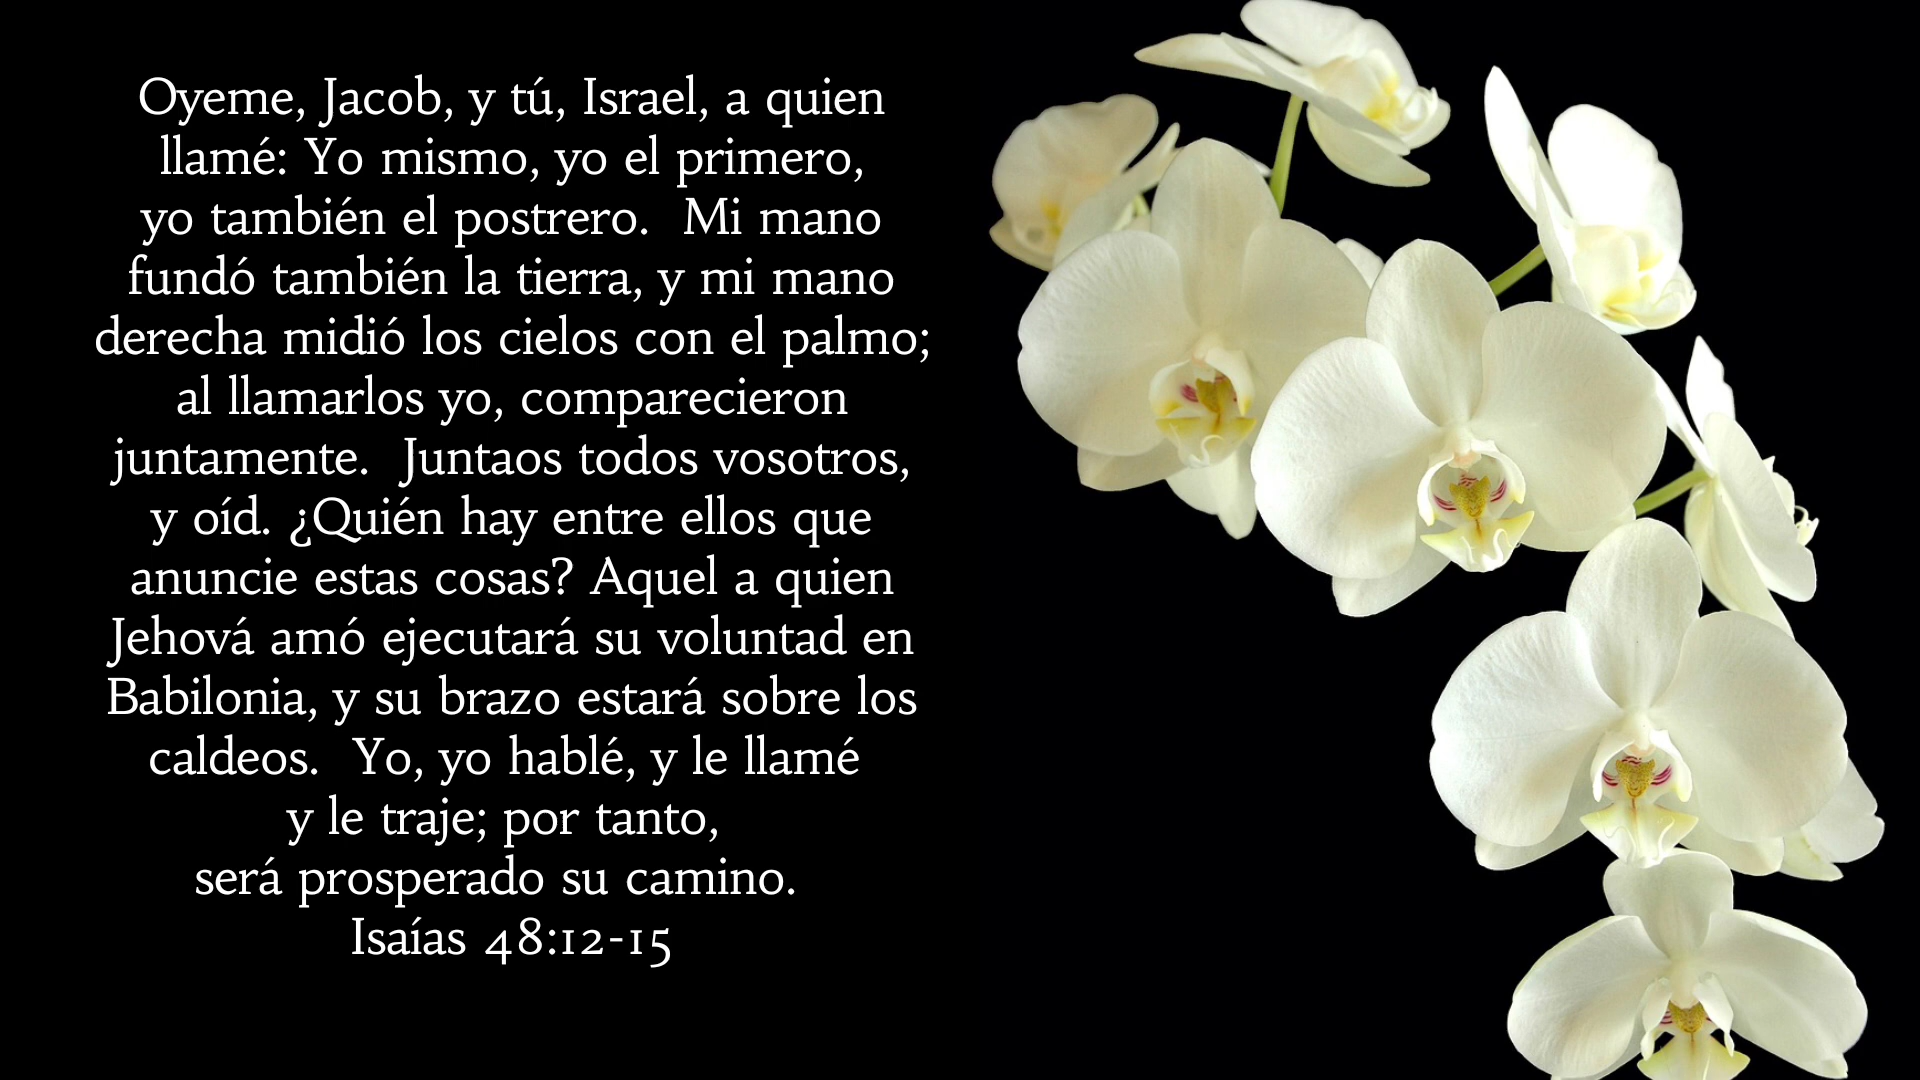 Oyeme, Jacob, y tú, Israel, a quien
llamé: Yo mismo, yo el primero,
yo también el postrero.  Mi mano
fundó también la tierra, y mi mano
derecha midió los cielos con el palmo;
al llamarlos yo, comparecieron
juntamente.  Juntaos todos vosotros,
y oíd. ¿Quién hay entre ellos que
anuncie estas cosas? Aquel a quien
Jehová amó ejecutará su voluntad en
Babilonia, y su brazo estará sobre los
caldeos.  Yo, yo hablé, y le llamé
y le traje; por tanto,
será prosperado su camino.
Isaías 48:12-15